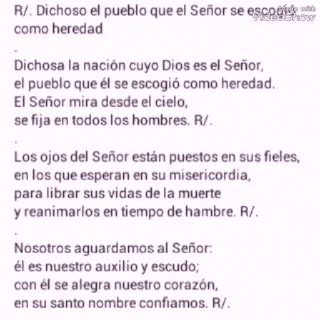 R/. Dichoso el pueblo que el Señor se escogió
como heredad
.
Dichosa la nación cuyo Dios es el Señor,
el pueblo que él se escogió como heredad.
El Señor mira desde el cielo,
se fija en todos los hombres. R/.
.
Los ojos del Señor están puestos en sus fieles,
en los que esperan en su misericordia,
para librar sus vidas de la muerte
y reanimarlos en tiempo de hambre. R/.
.
Nosotros aguardamos al Señor:
él es nuestro auxilio y escudo;
con él se alegra nuestro corazón,
en su santo nombre confiamos. R/.
VideoShow